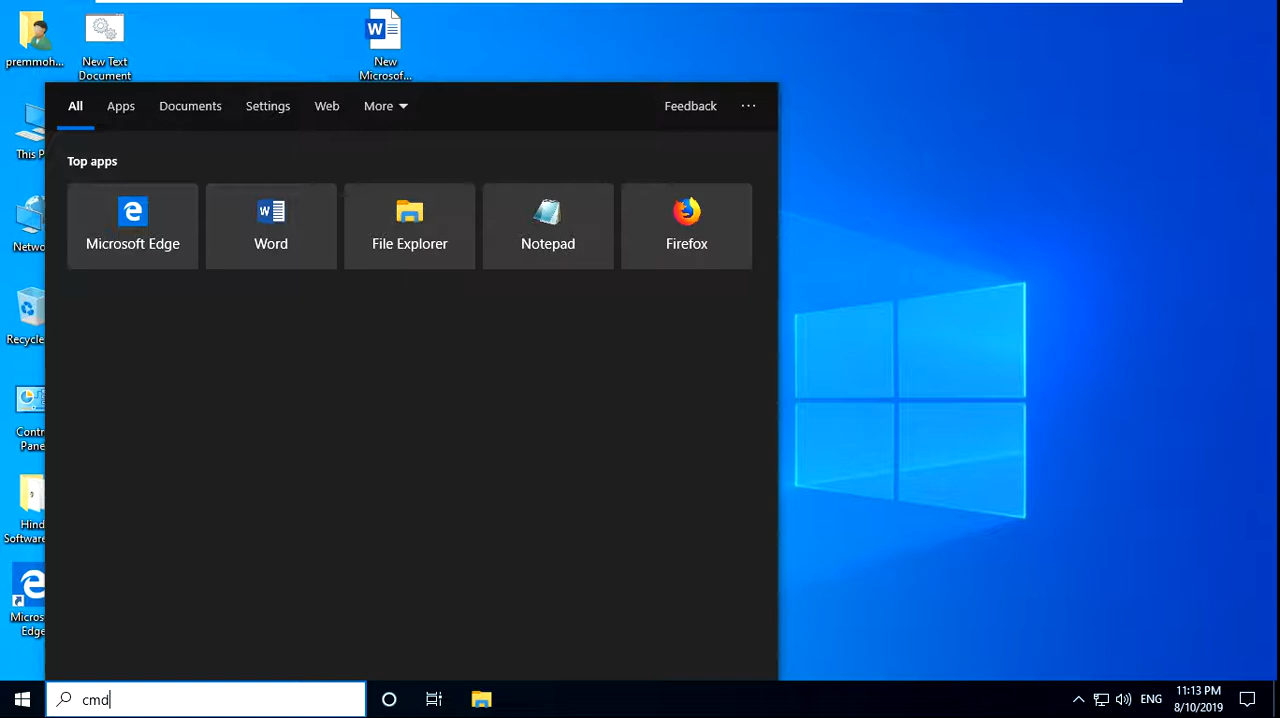 premmoh...
New Text
Document
New
Microsof...
All
Apps
Documents
Settings
Web
More
Feedback
Top apps
Microsoft Edge
Word
File Explorer
Notepad
Firefox
This P
Netwo
Recycle
Contr
Pane
Hind
Software
Micros
Edge
cmd
ENG
11:13 PM
8/10/2019